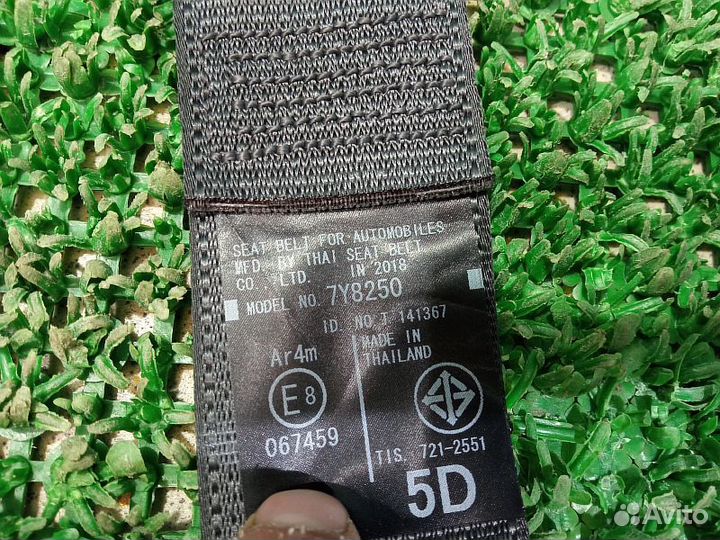 SEAT BELT FOR AUTOMOBILES
MFD. BY THAI SEAT BELT
CO., LTD. IN 2018
MODEL NO. 7Y8250
ID. NO.T 141367
Ar4m
E8
067459
MADE IN
THAILAND
TIS. 721-2551
5D
Avito